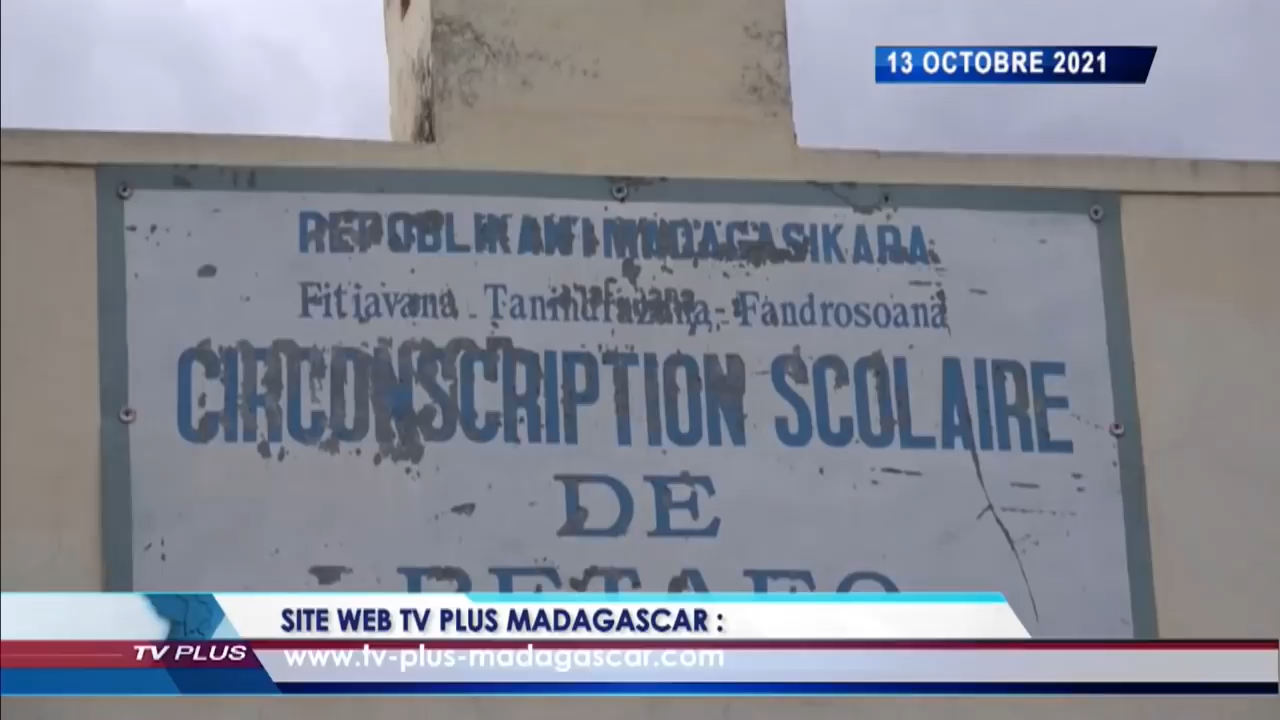 13 OCTOBRE 2021
REPOBLIKAN'I MADAGASIKARA
Fitiavana - Tanindrazana - Fandrosoana
CIRCONSCRIPTION SCOLAIRE
DE
BETAFO
SITE WEB TV PLUS MADAGASCAR :
TV PLUS
www.tv-plus-madagascar.com